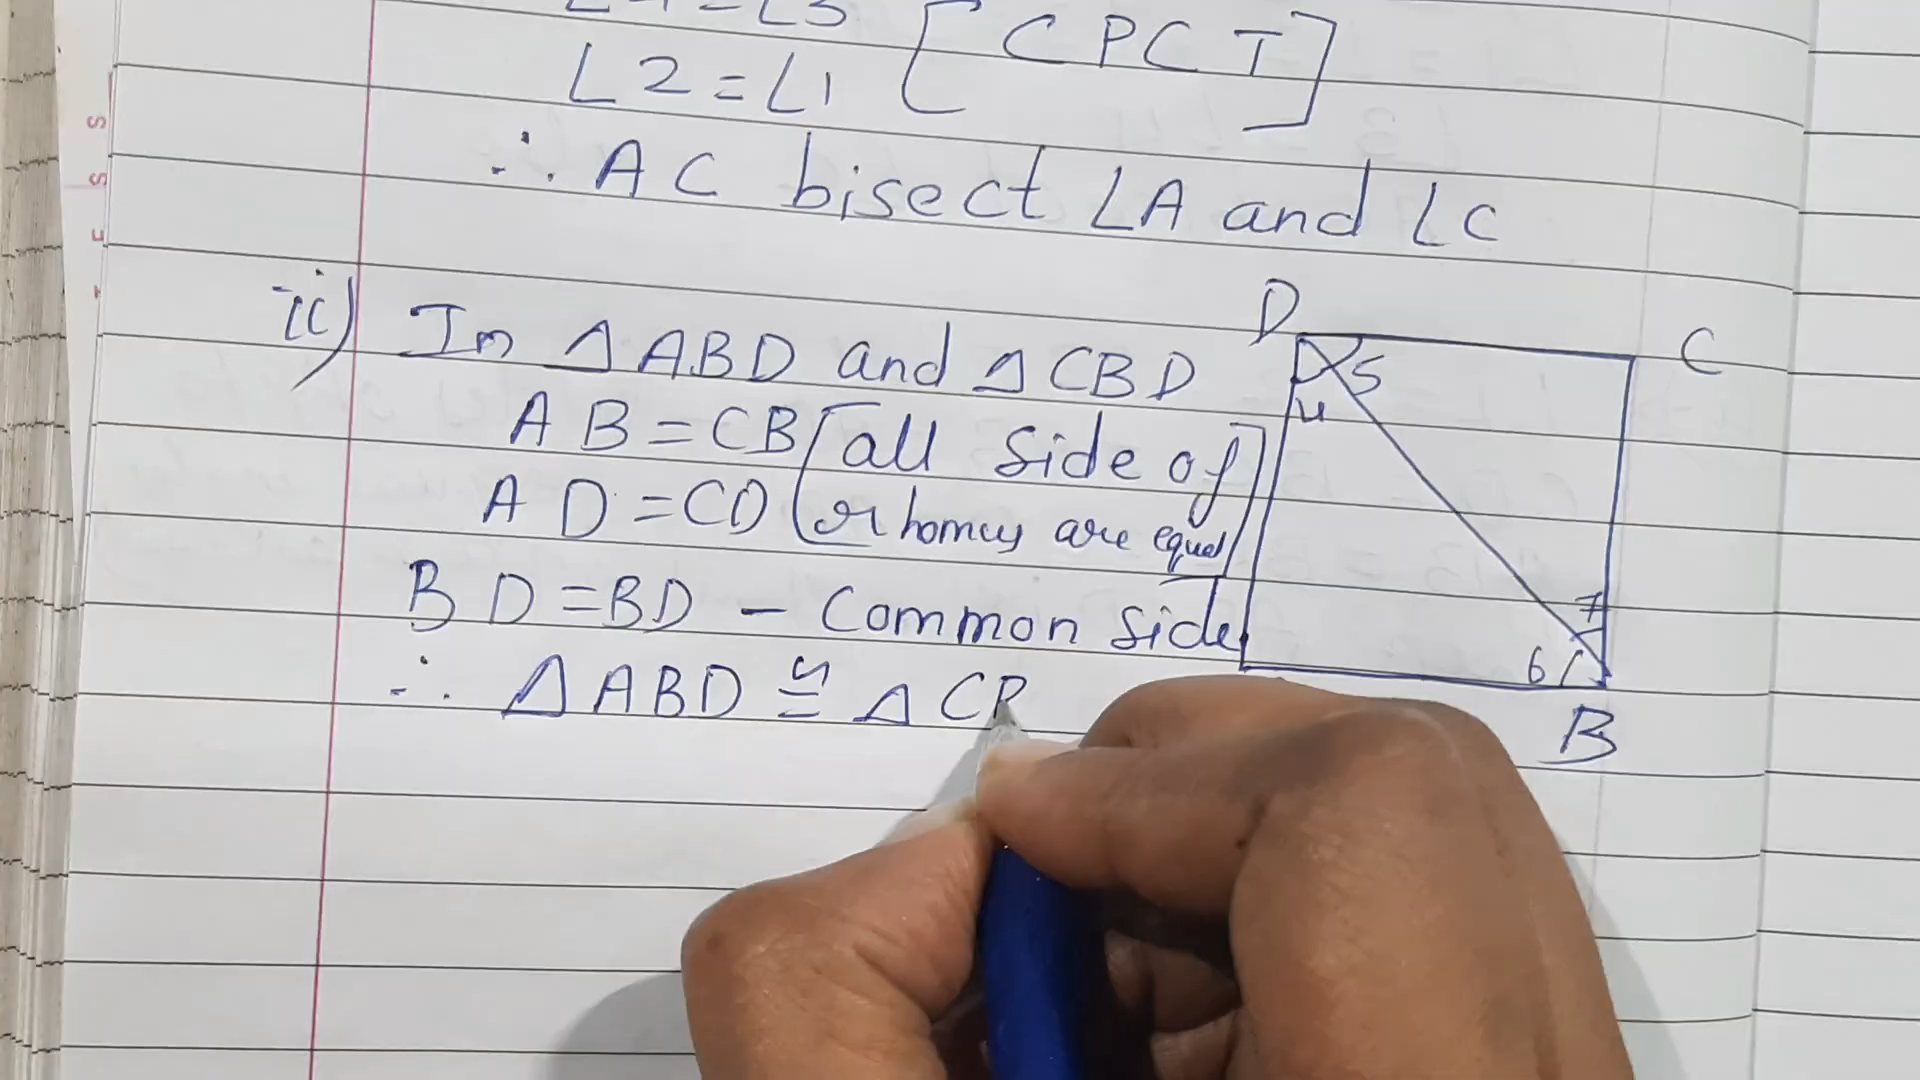 ∠2 = ∠1 [CPCT]
∴ AC bisect ∠A and ∠C
ii) In △ABD and △CBD
AB = CB [all side of
AD = CD rhombus are equal]
BD = BD - Common side
∴ △ABD ≅ △CB
D
C
5
4
7
6
B